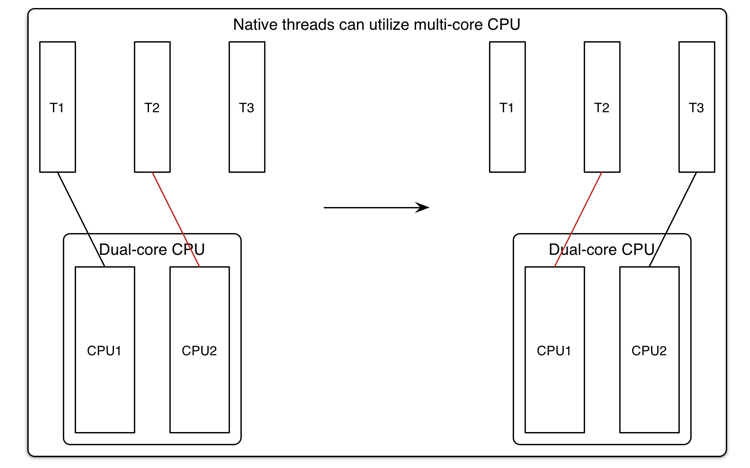 Native threads can utilize multi-core CPU
T1 T2 T3 T1 T2 T3
Dual-core CPU Dual-core CPU
CPU1 CPU2 CPU1 CPU2